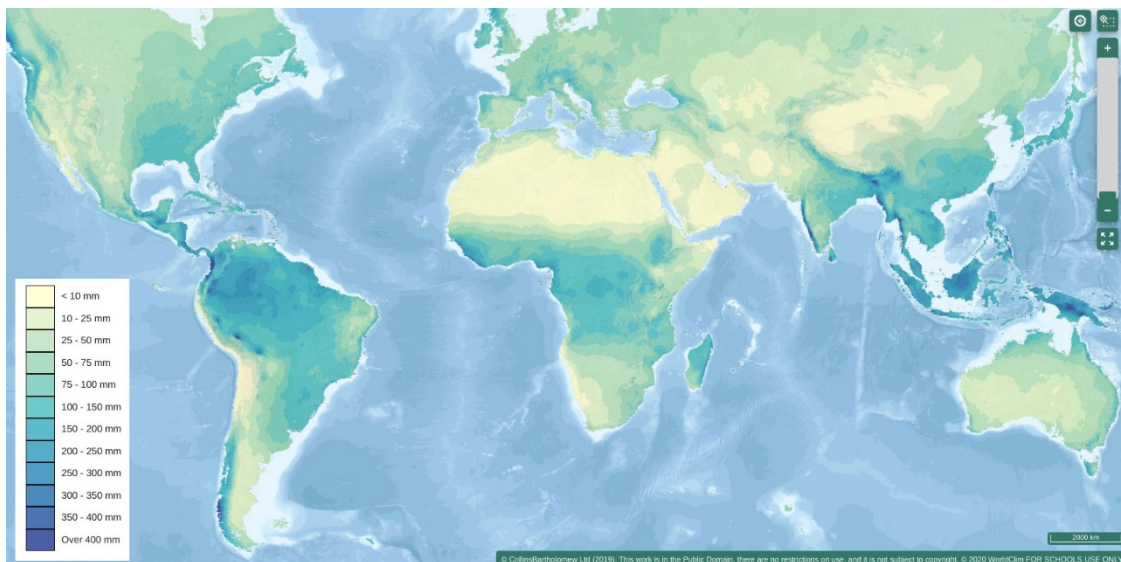 +
−
< 10 mm
10 - 25 mm
25 - 50 mm
50 - 75 mm
75 - 100 mm
100 - 150 mm
150 - 200 mm
200 - 250 mm
250 - 300 mm
300 - 350 mm
350 - 400 mm
Over 400 mm
2000 km
© CollinsBartholomew Ltd (2019). This work is in the Public Domain, there are no restrictions on use, and it is not subject to copyright. © 2020 WorldClim FOR SCHOOLS USE ONLY